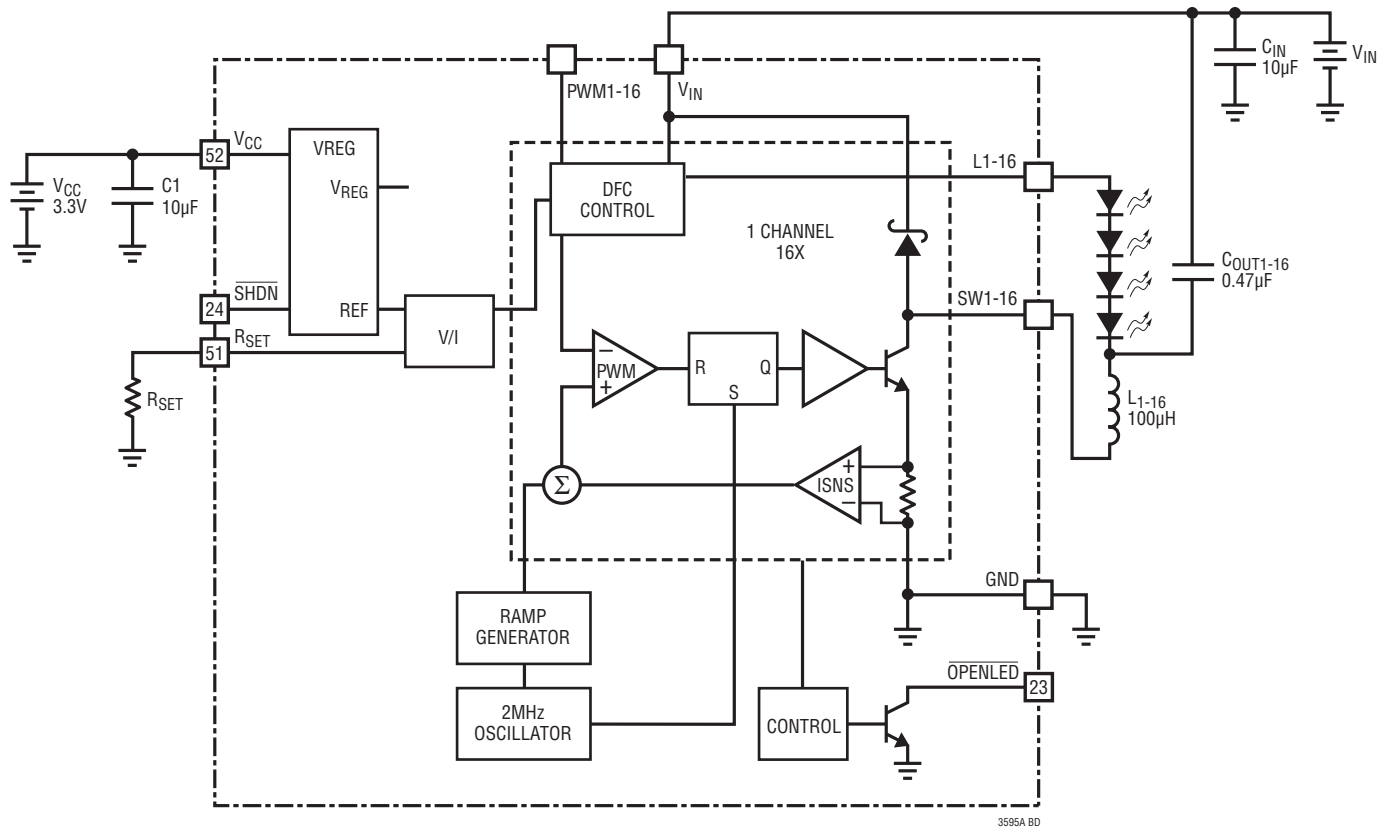 PWM1-16
VIN
CIN
10µF
VIN
52
VCC
VREG
VREG
VCC
3.3V
C1
10µF
DFC
CONTROL
L1-16
1 CHANNEL
16X
24
SHDN
REF
V/I
51
RSET
RSET
SW1-16
COUT1-16
0.47µF
–
PWM
+
R
Q
S
L1-16
100µH
Σ
+
ISNS
–
GND
RAMP
GENERATOR
2MHz
OSCILLATOR
CONTROL
OPENLED
23
3595A BD